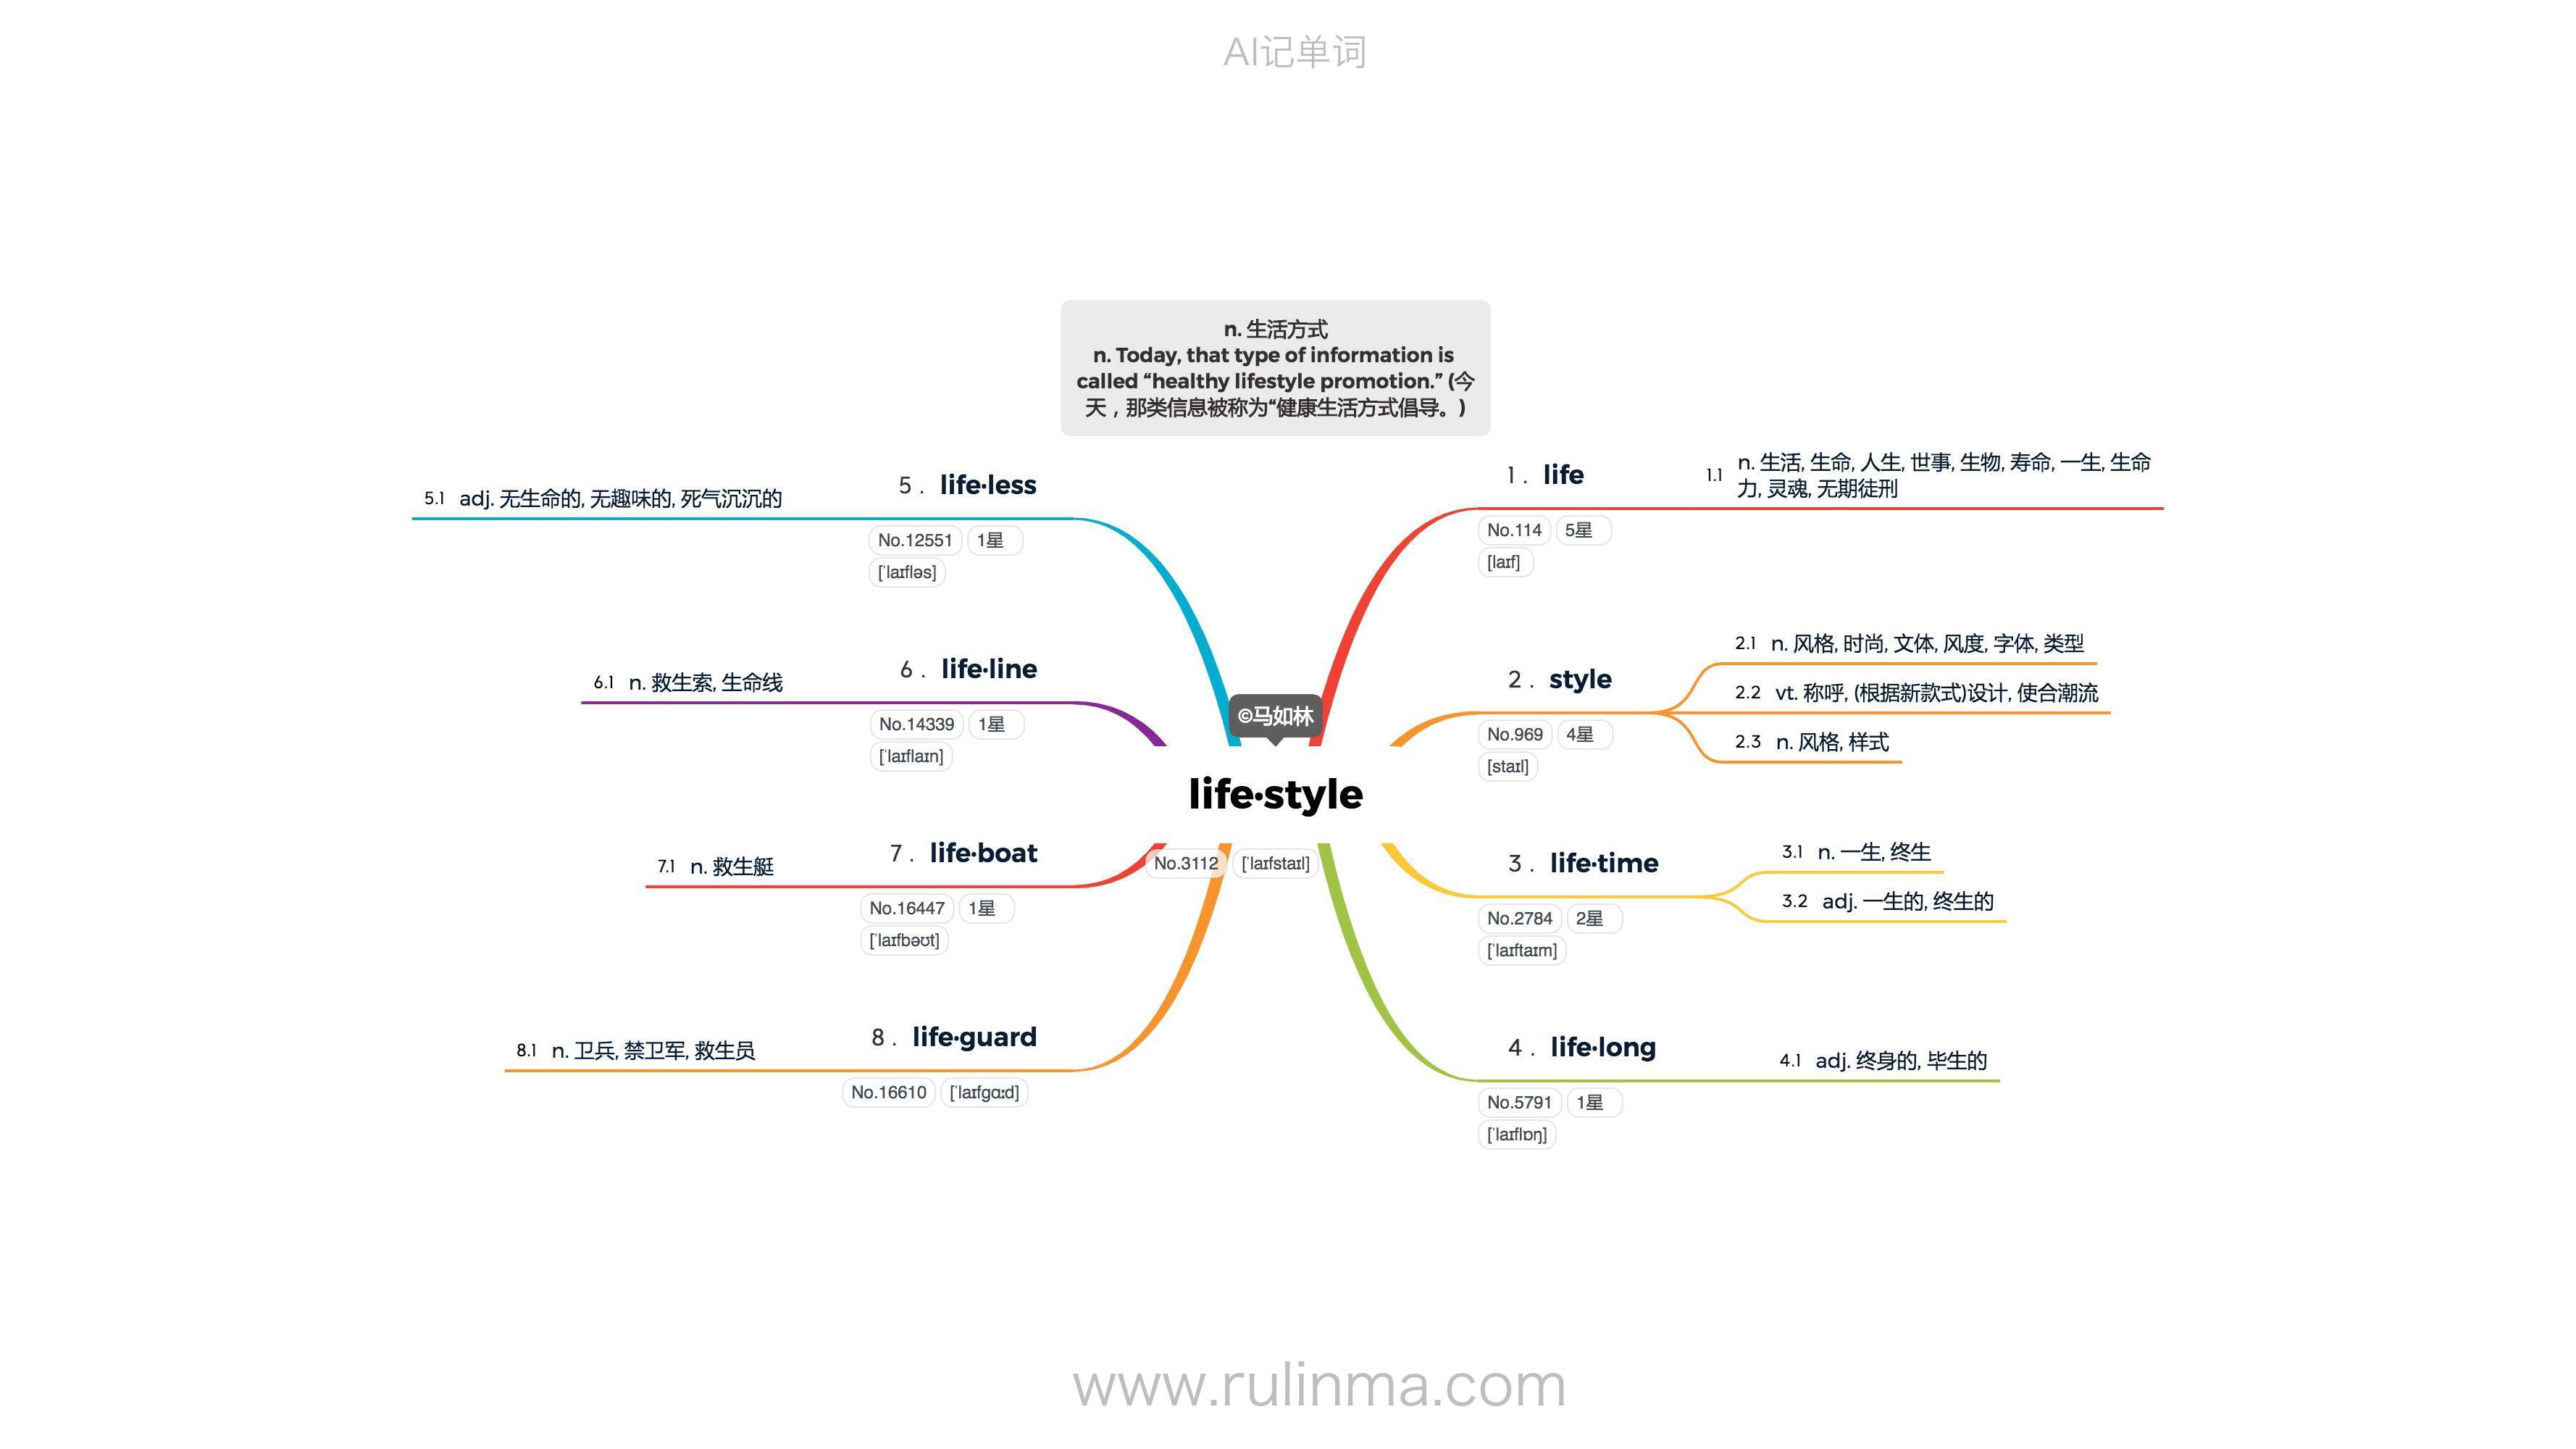 AI记单词
n. 生活方式
n. Today, that type of information is
called “healthy lifestyle promotion.” (今
天，那类信息被称为“健康生活方式倡导。)
©马如林
life·style
No.3112 [ˈlaɪfstaɪl]
1 . life
No.114 5星
[laɪf]
1.1 n. 生活, 生命, 人生, 世事, 生物, 寿命, 一生, 生命
力, 灵魂, 无期徒刑
2 . style
No.969 4星
[staɪl]
2.1 n. 风格, 时尚, 文体, 风度, 字体, 类型
2.2 vt. 称呼, (根据新款式)设计, 使合潮流
2.3 n. 风格, 样式
3 . life·time
No.2784 2星
[ˈlaɪftaɪm]
3.1 n. 一生, 终生
3.2 adj. 一生的, 终生的
4 . life·long
No.5791 1星
[ˈlaɪflɒŋ]
4.1 adj. 终身的, 毕生的
5 . life·less
No.12551 1星
[ˈlaɪfləs]
5.1 adj. 无生命的, 无趣味的, 死气沉沉的
6 . life·line
No.14339 1星
[ˈlaɪflaɪn]
6.1 n. 救生索, 生命线
7 . life·boat
No.16447 1星
[ˈlaɪfbəʊt]
7.1 n. 救生艇
8 . life·guard
No.16610 [ˈlaɪfgɑːd]
8.1 n. 卫兵, 禁卫军, 救生员
www.rulinma.com